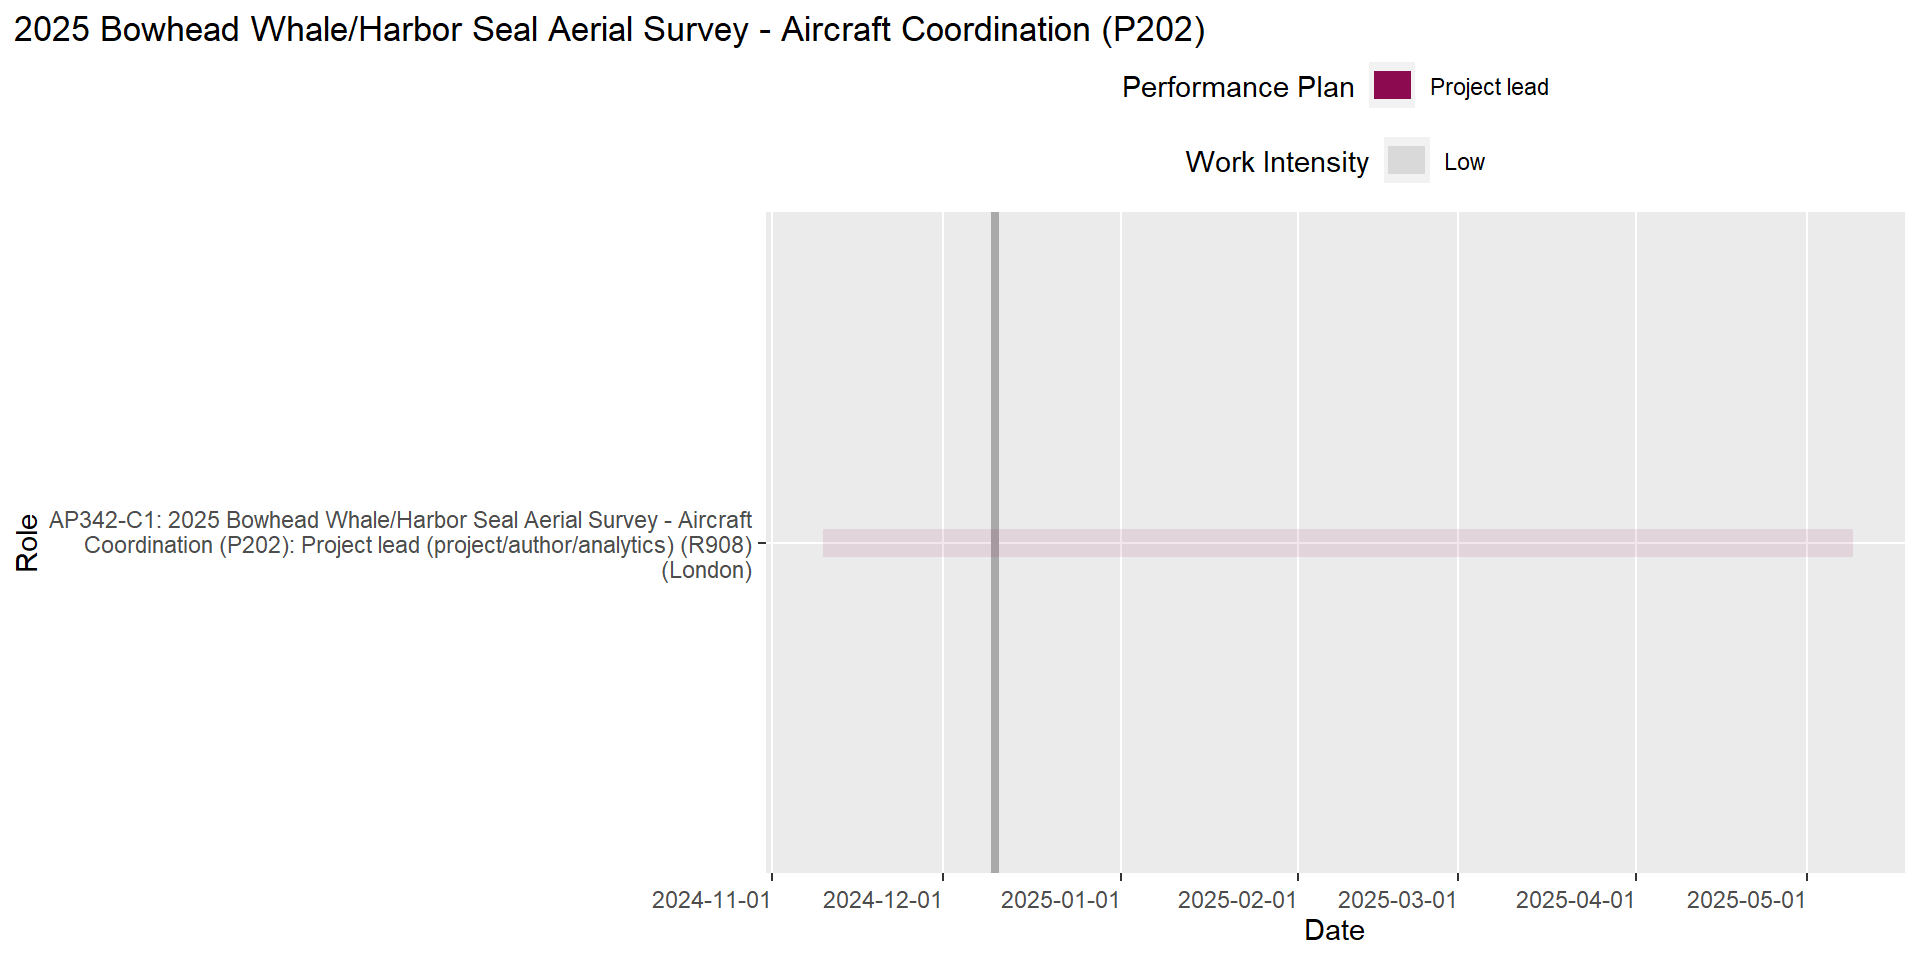 2025 Bowhead Whale/Harbor Seal Aerial Survey - Aircraft Coordination (P202)
Performance Plan Project lead
Work Intensity Low
Role
AP342-C1: 2025 Bowhead Whale/Harbor Seal Aerial Survey - Aircraft
Coordination (P202): Project lead (project/author/analytics) (R908)
(London)
2024-11-01 2024-12-01 2025-01-01 2025-02-01 2025-03-01 2025-04-01 2025-05-01
Date